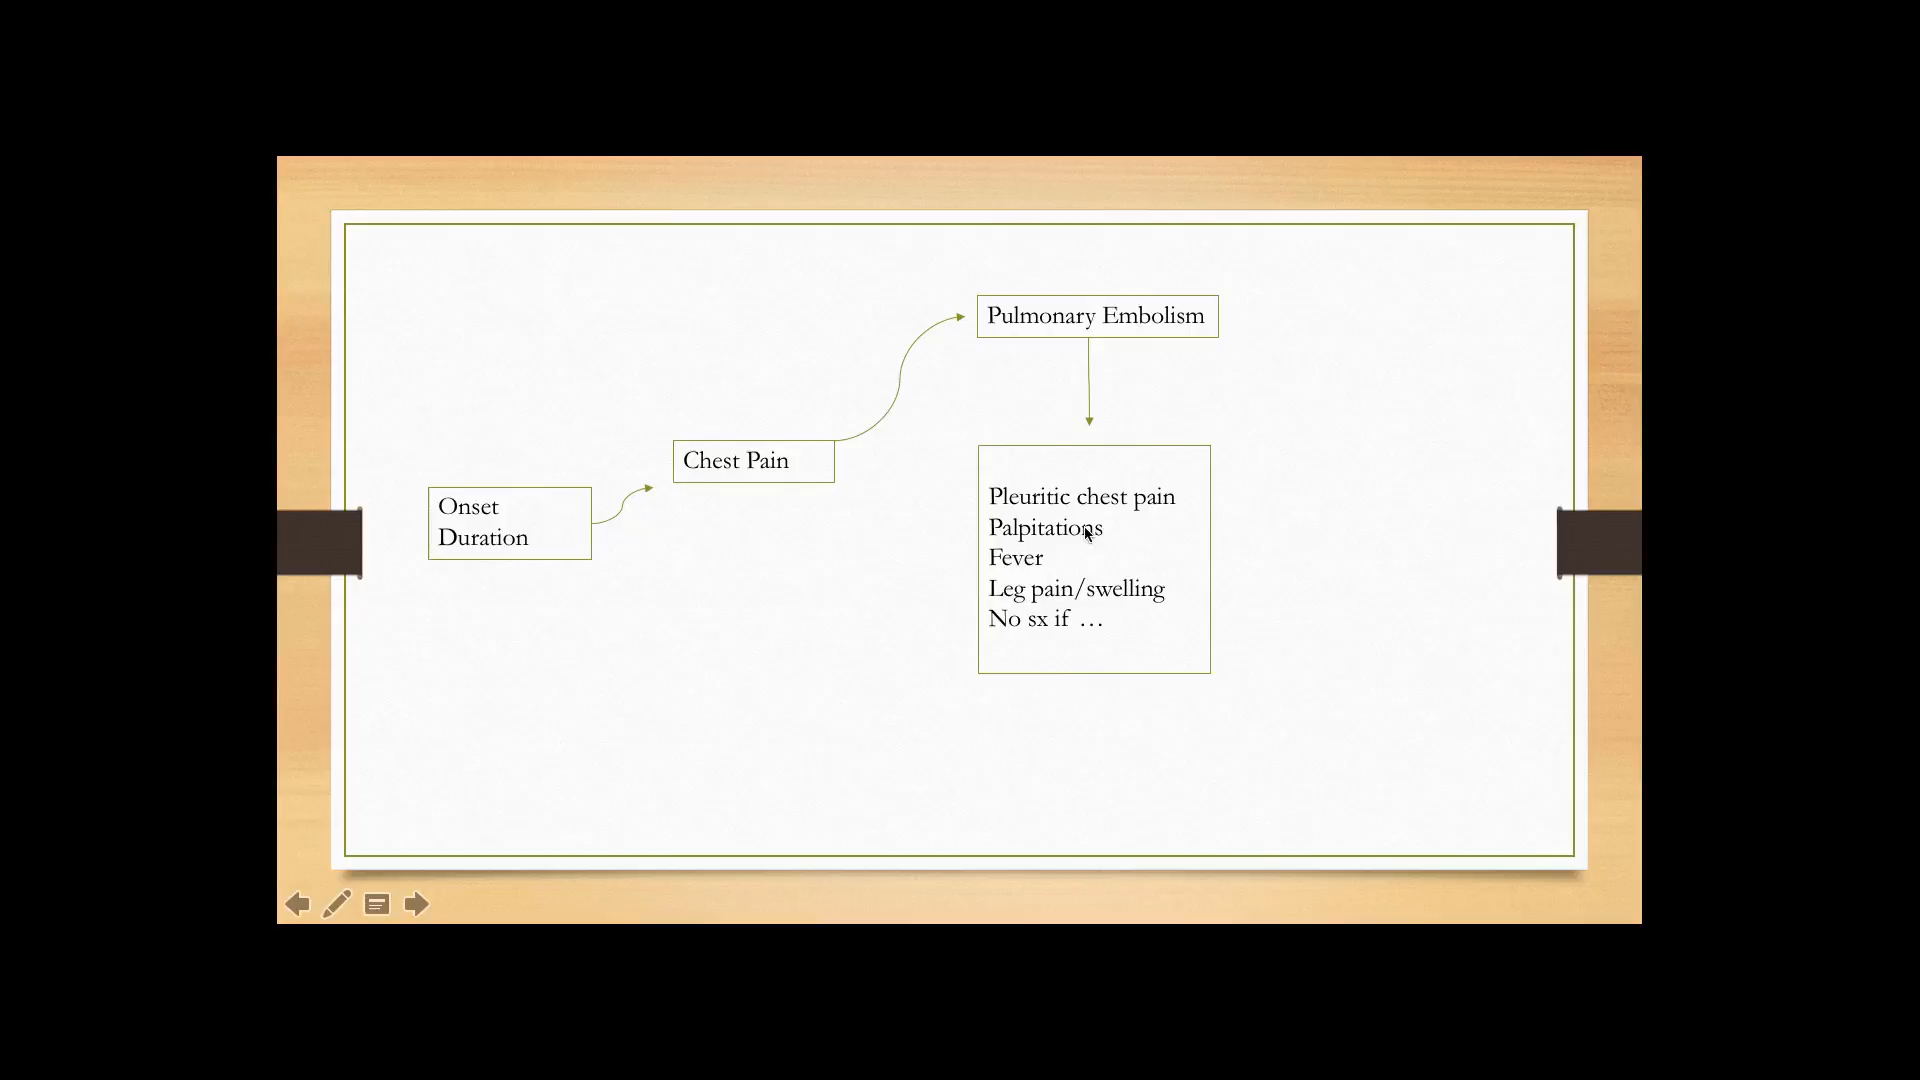 Pulmonary Embolism
Chest Pain
Onset
Duration
Pleuritic chest pain
Palpitations
Fever
Leg pain/swelling
No sx if …